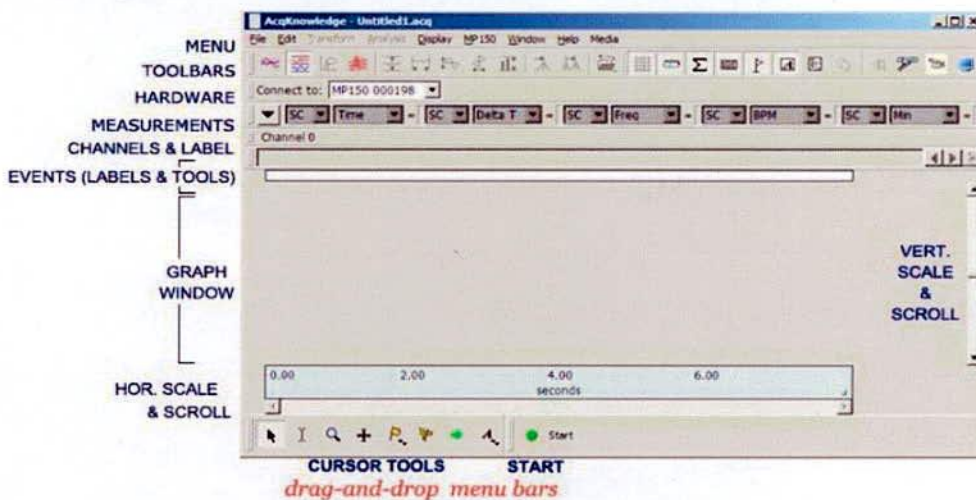 AcqKnowledge - Untitled1.acq
File Edit Transform Analysis Display MP150 Window Help Media
MENU
TOOLBARS
HARDWARE
Connect to: MP150 000198
MEASUREMENTS
SC Time = SC Delta T = SC Freq = SC BPM = SC Min =
CHANNELS & LABEL
Channel 0
EVENTS (LABELS & TOOLS)
GRAPH
WINDOW
VERT.
SCALE
&
SCROLL
HOR. SCALE
& SCROLL
0.00 2.00 4.00 6.00
seconds
Start
CURSOR TOOLS START
drag-and-drop menu bars